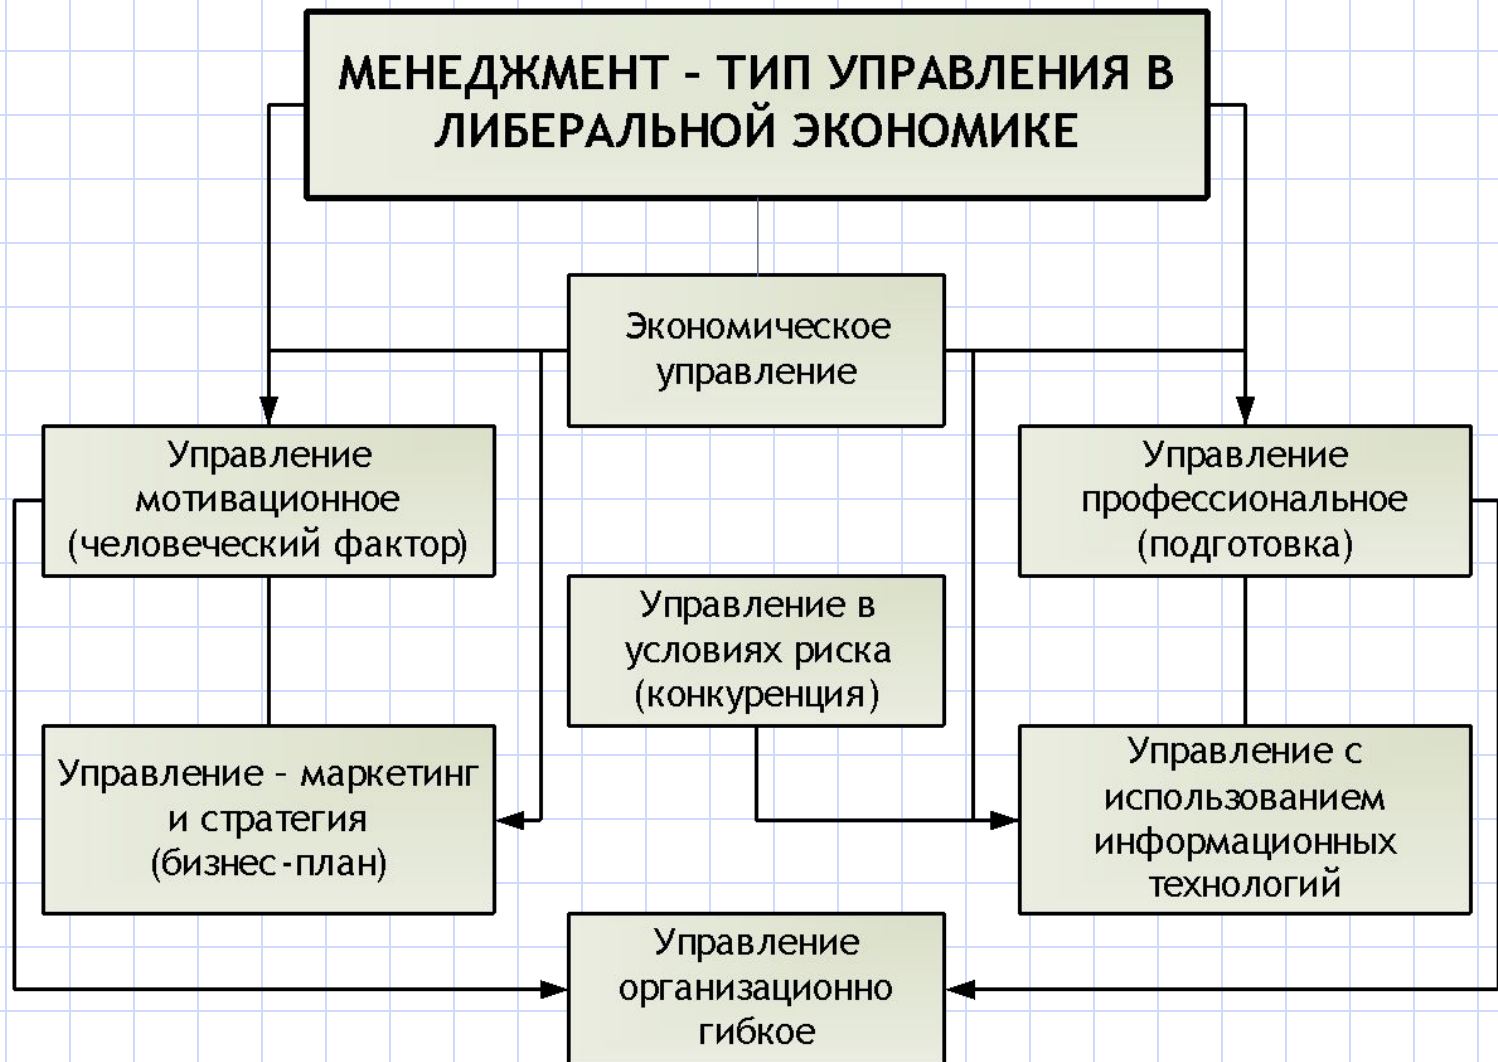 МЕНЕДЖМЕНТ - ТИП УПРАВЛЕНИЯ В
ЛИБЕРАЛЬНОЙ ЭКОНОМИКЕ
Экономическое
управление
Управление
мотивационное
(человеческий фактор)
Управление
профессиональное
(подготовка)
Управление в
условиях риска
(конкуренция)
Управление - маркетинг
и стратегия
(бизнес-план)
Управление с
использованием
информационных
технологий
Управление
организационно
гибкое